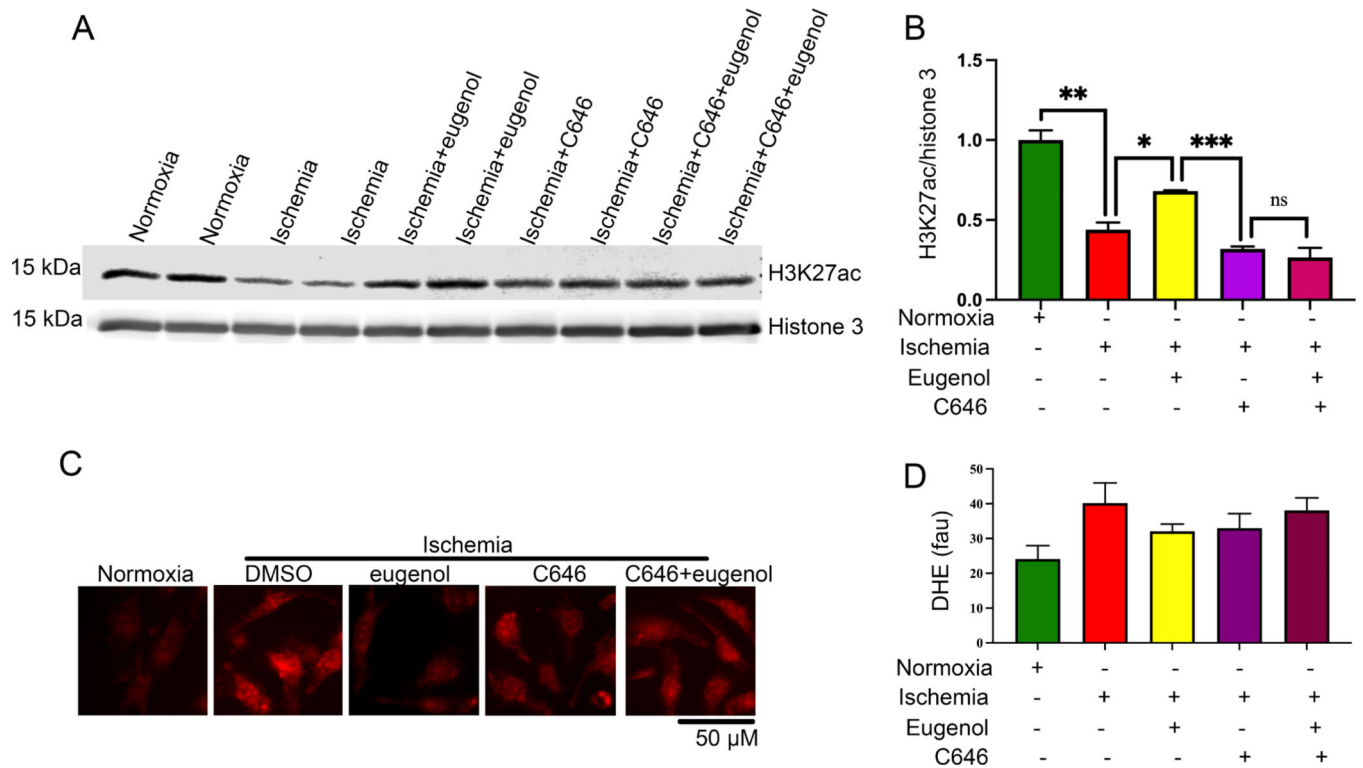 A
Normoxia
Normoxia
Ischemia
Ischemia
Ischemia+eugenol
Ischemia+eugenol
Ischemia+C646
Ischemia+C646
Ischemia+C646+eugenol
Ischemia+C646+eugenol
15 kDa
H3K27ac
15 kDa
Histone 3
B
H3K27ac/histone 3
1.5
1.0
0.5
0.0
**
*
***
ns
Normoxia + - - - -
Ischemia - + + + +
Eugenol - - + - +
C646 - - - + +
C
Ischemia
Normoxia DMSO eugenol C646 C646+eugenol
50 µM
D
DHE (fau)
50
40
30
20
10
0
Normoxia + - - - -
Ischemia - + + + +
Eugenol - - + - +
C646 - - - + +